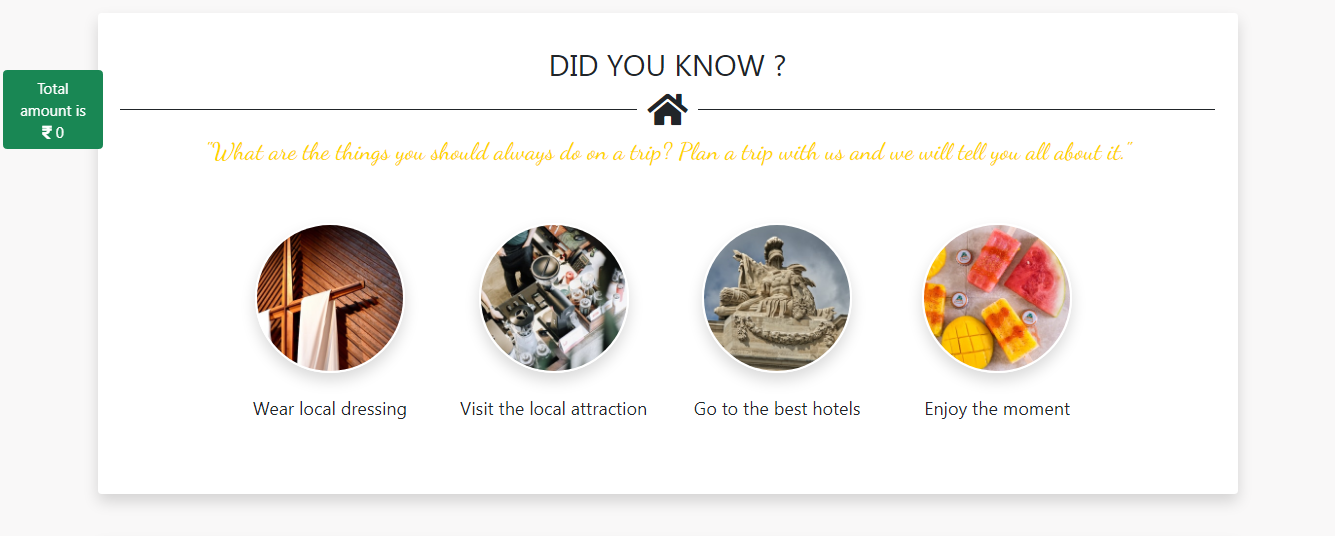 DID YOU KNOW ?
Total
amount is
₹ 0
"What are the things you should always do on a trip? Plan a trip with us and we will tell you all about it."
Wear local dressing
Visit the local attraction
Go to the best hotels
Enjoy the moment